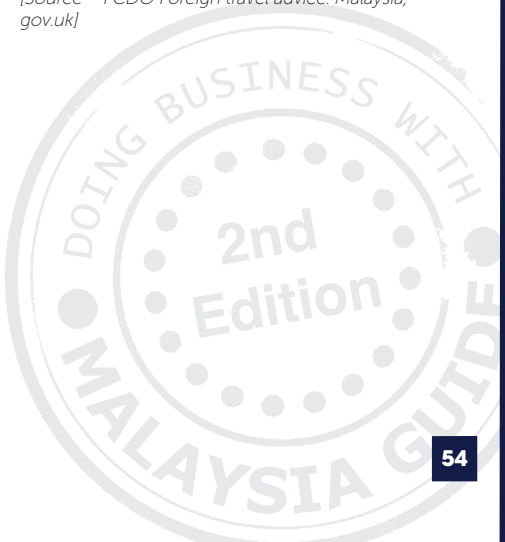 [Source – FCDO Foreign travel advice: Malaysia,
gov.uk]
DOING BUSINESS WITH
2nd
Edition
MALAYSIA GUIDE
54